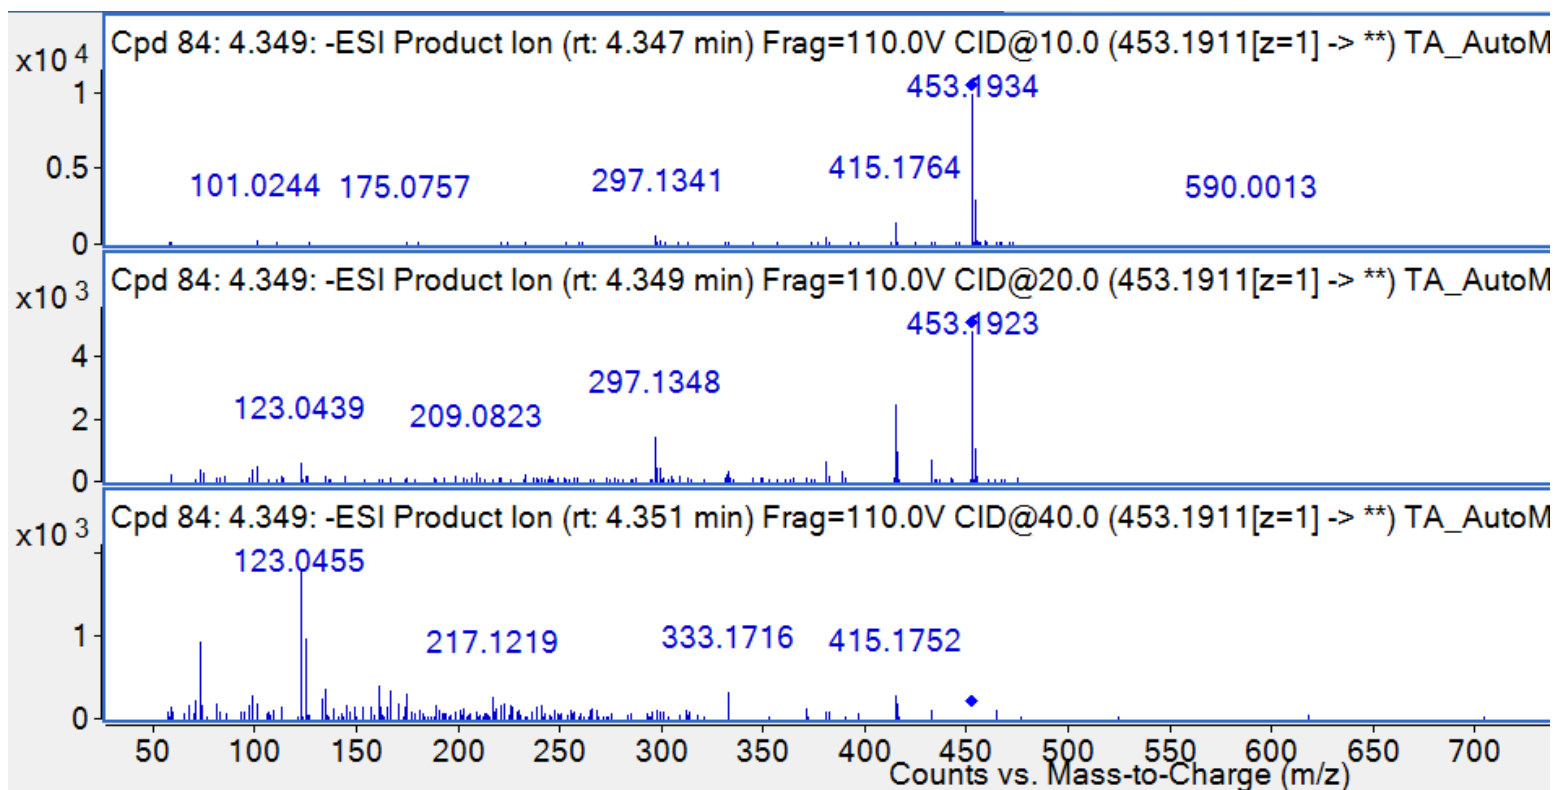 Cpd 84: 4.349: -ESI Product Ion (rt: 4.347 min) Frag=110.0V CID@10.0 (453.1911[z=1] -> **) TA_AutoM
x10 4
1
0.5
0
453.1934
101.0244 175.0757 297.1341 415.1764 590.0013
Cpd 84: 4.349: -ESI Product Ion (rt: 4.349 min) Frag=110.0V CID@20.0 (453.1911[z=1] -> **) TA_AutoM
x10 3
4
2
0
453.1923
297.1348
123.0439 209.0823
Cpd 84: 4.349: -ESI Product Ion (rt: 4.351 min) Frag=110.0V CID@40.0 (453.1911[z=1] -> **) TA_AutoM
x10 3
1
0
123.0455
217.1219 333.1716 415.1752
50 100 150 200 250 300 350 400 450 500 550 600 650 700
Counts vs. Mass-to-Charge (m/z)